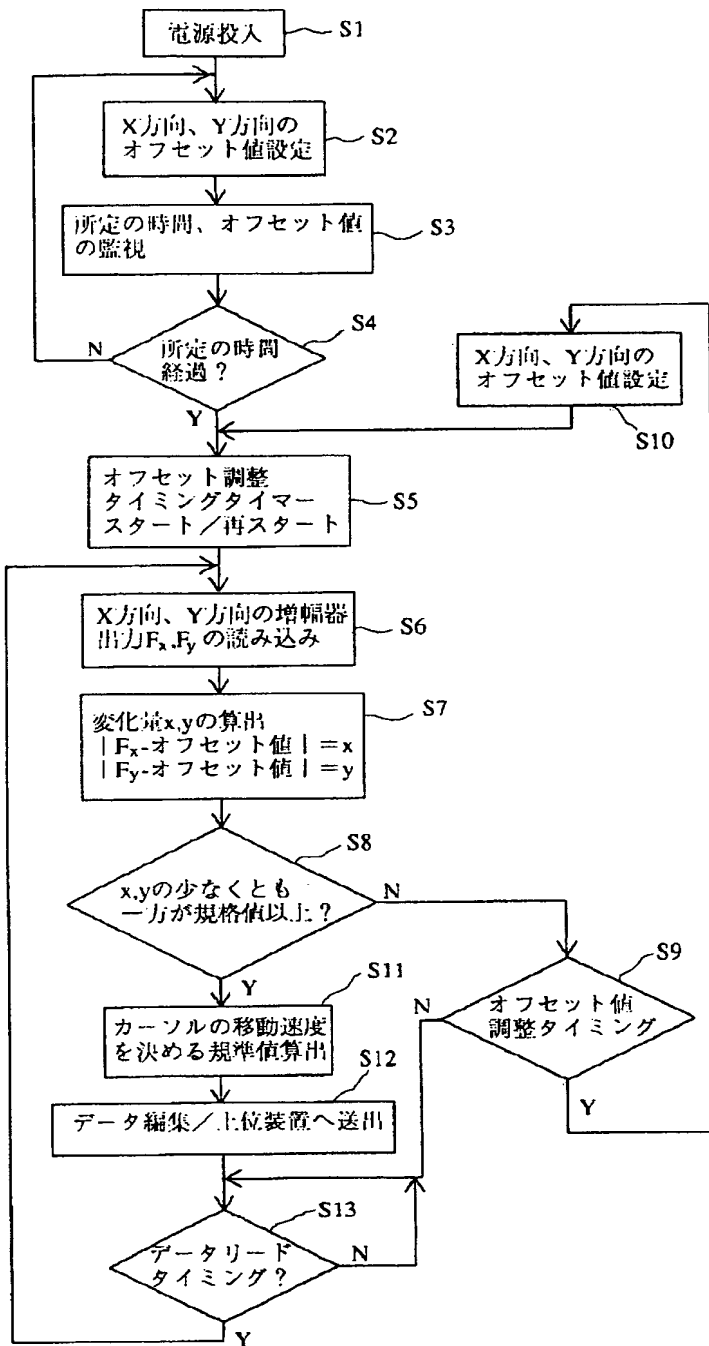 電源投入
S1
X方向、Y方向の
オフセット値設定
S2
所定の時間、オフセット値
の監視
S3
所定の時間
経過？
S4
N
Y
X方向、Y方向の
オフセット値設定
S10
オフセット調整
タイミングタイマー
スタート／再スタート
S5
X方向、Y方向の増幅器
出力Fx,Fyの読み込み
S6
変化量x,yの算出
｜Fx-オフセット値｜＝x
｜Fy-オフセット値｜＝y
S7
x,yの少なくとも
一方が規格値以上？
S8
N
Y
オフセット値
調整タイミング
S9
N
Y
カーソルの移動速度
を決める規準値算出
S11
データ編集／上位装置へ送出
S12
データリード
タイミング？
S13
N
Y